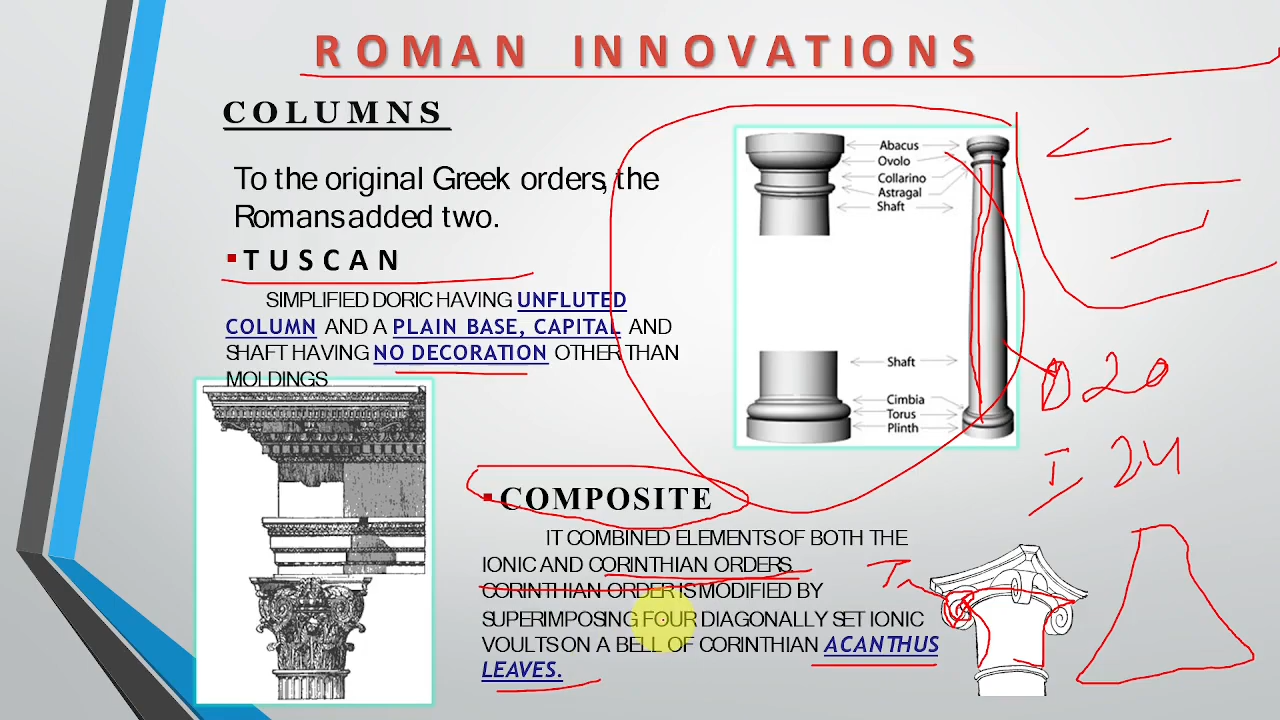 ROMAN INNOVATIONS
COLUMNS
To the original Greek orders, the
Romans added two.
TUSCAN
SIMPLIFIED DORIC HAVING UNFLUTED
COLUMN AND A PLAIN BASE, CAPITAL AND
SHAFT HAVING NO DECORATION OTHER THAN
MOLDINGS
Abacus
Ovolo
Collarino
Astragal
Shaft
Shaft
Cimbia
Torus
Plinth
D 20
I 24
COMPOSITE
IT COMBINED ELEMENTS OF BOTH THE
IONIC AND CORINTHIAN ORDERS.
CORINTHIAN ORDER IS MODIFIED BY
SUPERIMPOSING FOUR DIAGONALLY SET IONIC
VOULTS ON A BELL OF CORINTHIAN ACANTHUS
LEAVES.